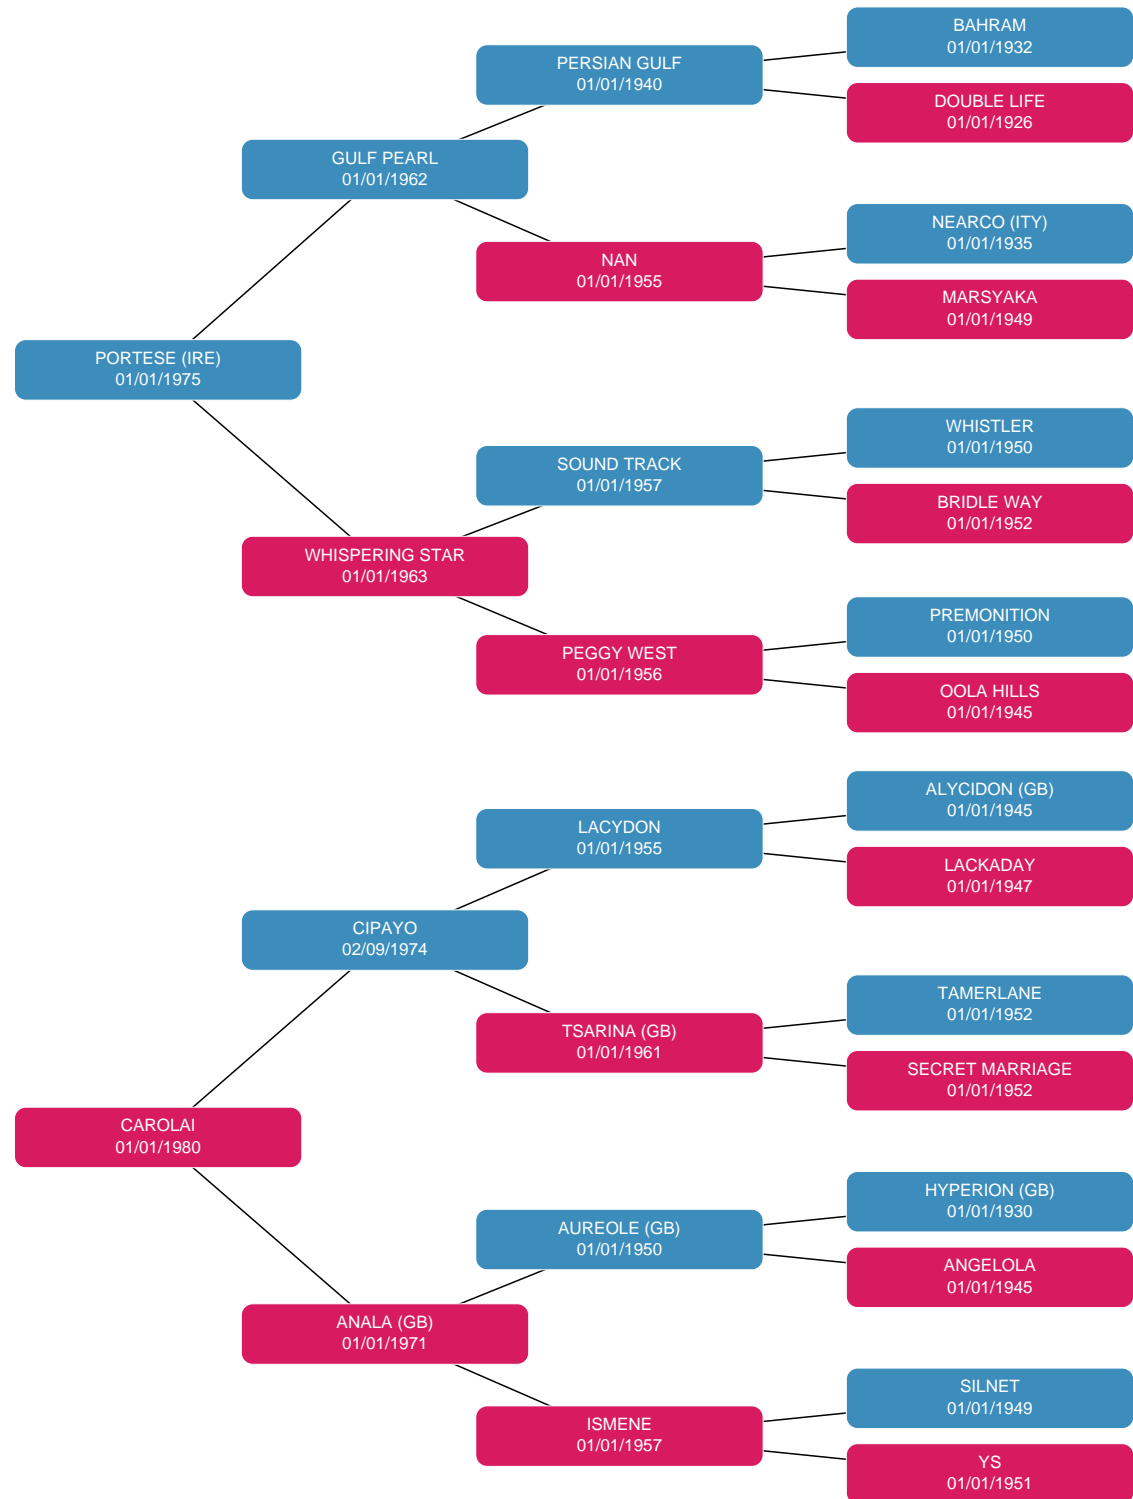 BAHRAM
01/01/1932
PERSIAN GULF
01/01/1940
DOUBLE LIFE
01/01/1926
GULF PEARL
01/01/1962
NEARCO (ITY)
01/01/1935
NAN
01/01/1955
MARSYAKA
01/01/1949
PORTESE (IRE)
01/01/1975
WHISTLER
01/01/1950
SOUND TRACK
01/01/1957
BRIDLE WAY
01/01/1952
WHISPERING STAR
01/01/1963
PREMONITION
01/01/1950
PEGGY WEST
01/01/1956
OOLA HILLS
01/01/1945
ALYCIDON (GB)
01/01/1945
LACYDON
01/01/1955
LACKADAY
01/01/1947
CIPAYO
02/09/1974
TAMERLANE
01/01/1952
TSARINA (GB)
01/01/1961
SECRET MARRIAGE
01/01/1952
CAROLAI
01/01/1980
HYPERION (GB)
01/01/1930
AUREOLE (GB)
01/01/1950
ANGELOLA
01/01/1945
ANALA (GB)
01/01/1971
SILNET
01/01/1949
ISMENE
01/01/1957
YS
01/01/1951